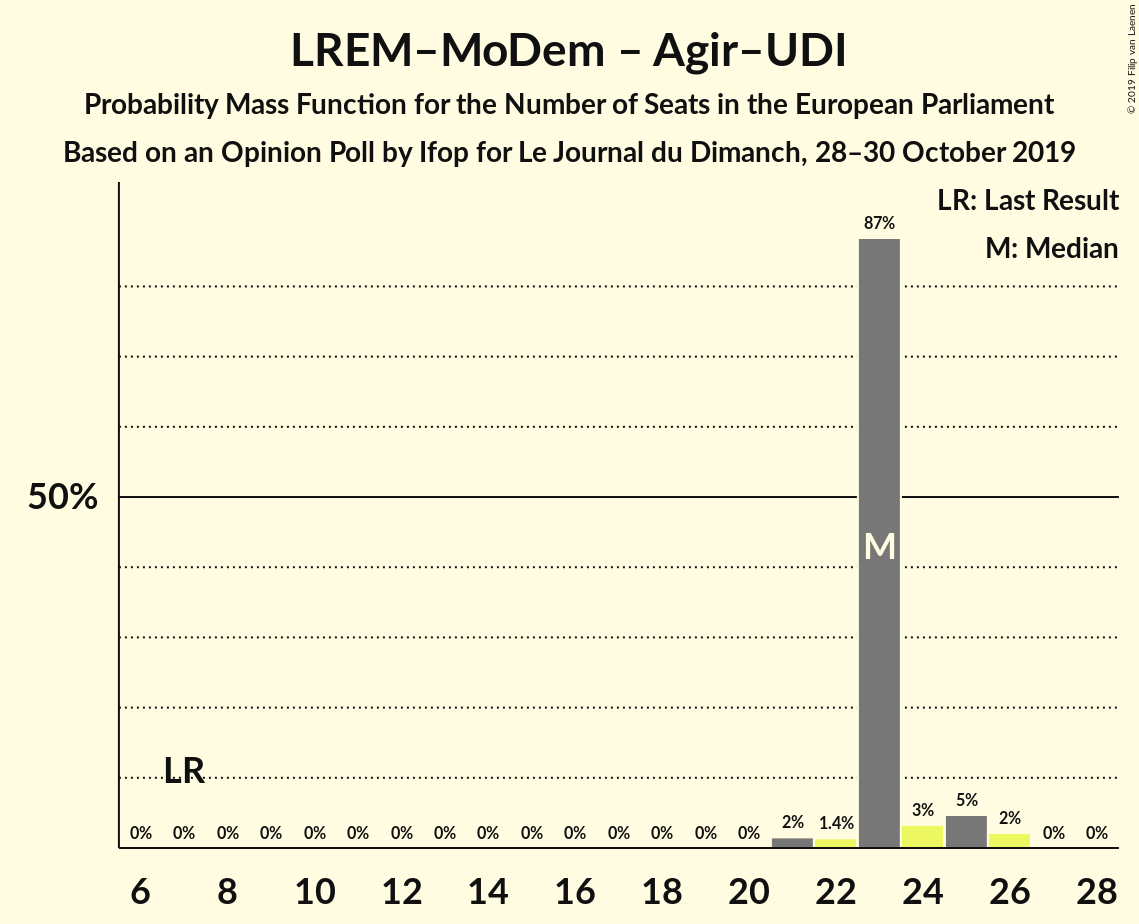 LREM–MoDem – Agir–UDI
Probability Mass Function for the Number of Seats in the European Parliament
Based on an Opinion Poll by Ifop for Le Journal du Dimanch, 28–30 October 2019
© 2019 Filip van Laenen
LR: Last Result
M: Median
87%
50%
M
LR
0% 0% 0% 0% 0% 0% 0% 0% 0% 0% 0% 0% 0% 0% 0% 2% 1.4% 3% 5% 2% 0% 0%
6 8 10 12 14 16 18 20 22 24 26 28